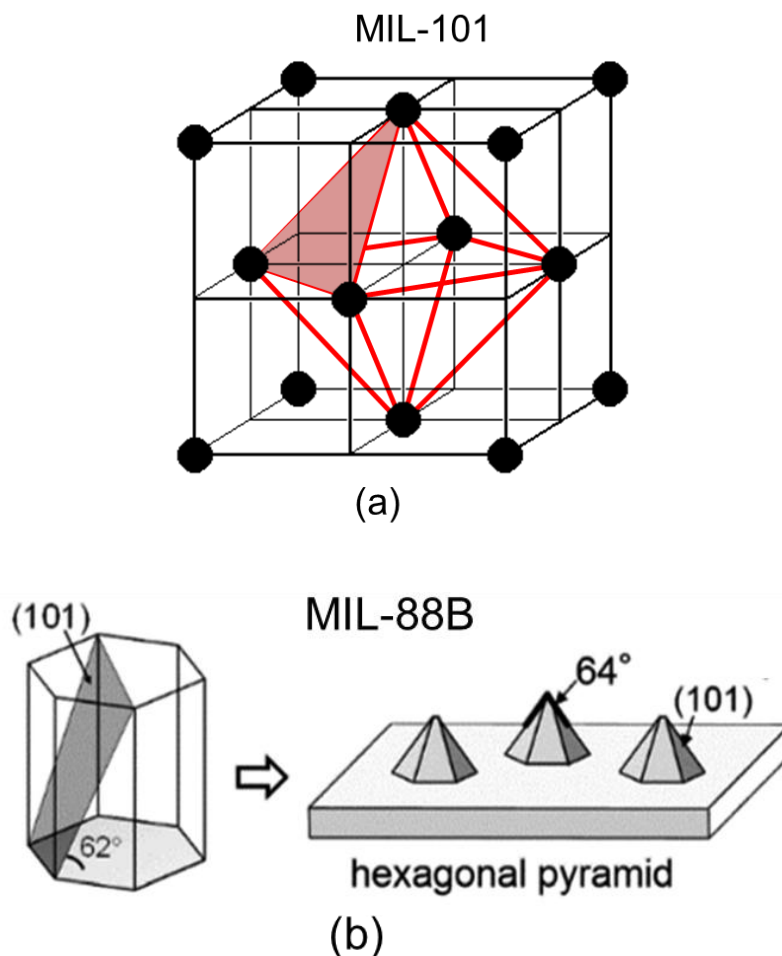 MIL-101
(a)
MIL-88B
(101)
62°
64°
(101)
hexagonal pyramid
(b)